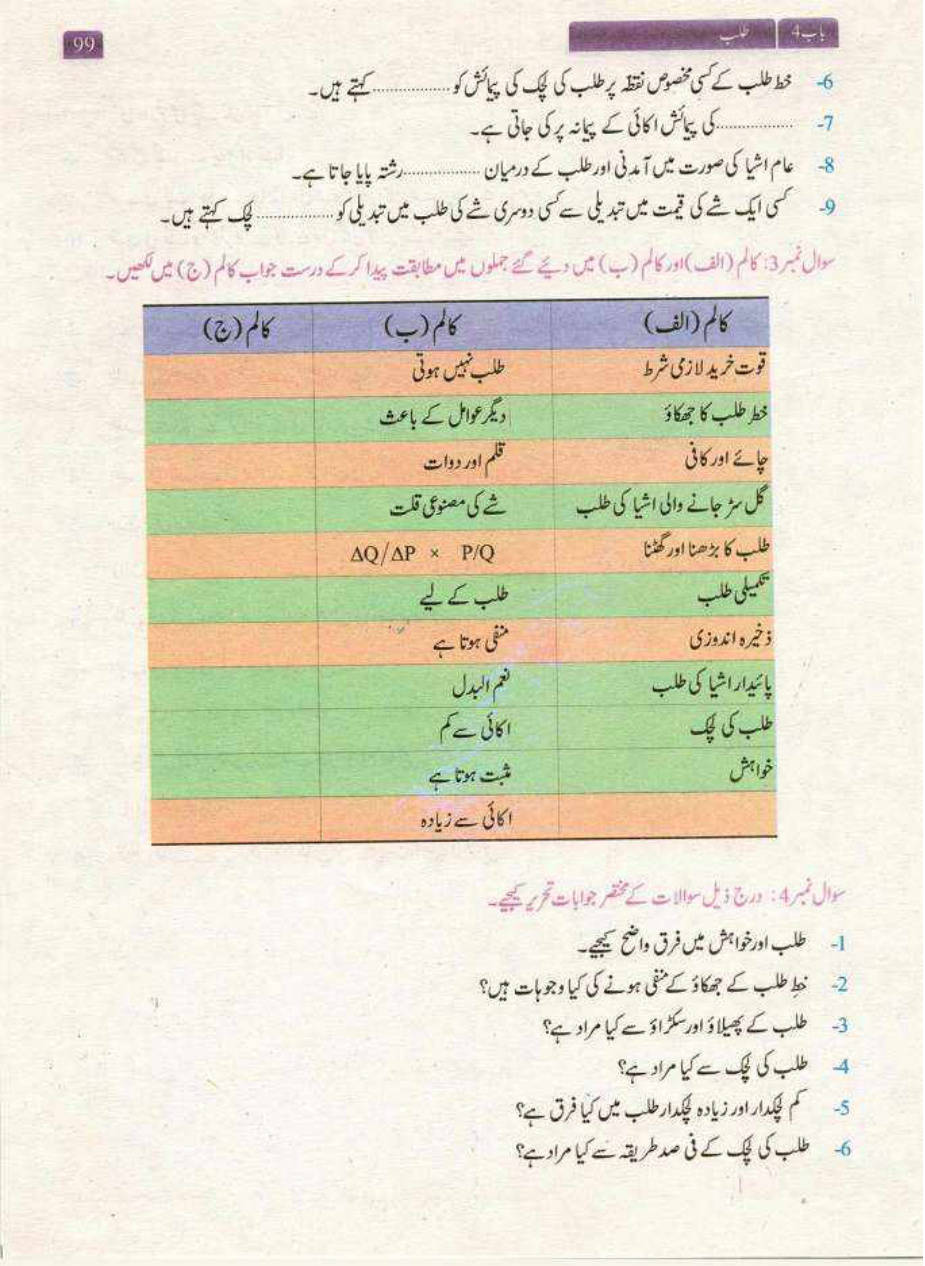 باب 4 طلب 99
6- خط طلب کے کسی مخصوص نقطہ پر طلب کی لچک کی پیمائش کو ................ کہتے ہیں۔
7- ................ کی پیمائش اکائی کے پیمانہ پر کی جاتی ہے۔
8- عام اشیا کی صورت میں آمدنی اور طلب کے درمیان ................ رشتہ پایا جاتا ہے۔
9- کسی ایک شے کی قیمت میں تبدیلی سے کسی دوسری شے کی طلب میں تبدیلی کو ................ لچک کہتے ہیں۔
سوال نمبر 3: کالم (الف) اور کالم (ب) میں دیئے گئے جملوں میں مطابقت پیدا کر کے درست جواب کالم (ج) میں لکھیں۔
کالم (الف) کالم (ب) کالم (ج)
قوت خرید لازمی شرط طلب نہیں ہوتی
خط طلب کا جھکاؤ دیگر عوامل کے باعث
چائے اور کافی قلم اور دوات
گل سڑ جانے والی اشیا کی طلب شے کی مصنوعی قلت
طلب کا بڑھنا اور گھٹنا ΔQ/ΔP × P/Q
تکمیلی طلب طلب کے لیے
ذخیرہ اندوزی منفی ہوتا ہے
پائیدار اشیا کی طلب نعم البدل
طلب کی لچک اکائی سے کم
خواہش مثبت ہوتا ہے
اکائی سے زیادہ
سوال نمبر 4: درج ذیل سوالات کے مختصر جوابات تحریر کیجیے۔
1- طلب اور خواہش میں فرق واضح کیجیے۔
2- خطِ طلب کے جھکاؤ کے منفی ہونے کی کیا وجوہات ہیں؟
3- طلب کے پھیلاؤ اور سکڑاؤ سے کیا مراد ہے؟
4- طلب کی لچک سے کیا مراد ہے؟
5- کم لچکدار اور زیادہ لچکدار طلب میں کیا فرق ہے؟
6- طلب کی لچک کے فی صد طریقہ سے کیا مراد ہے؟